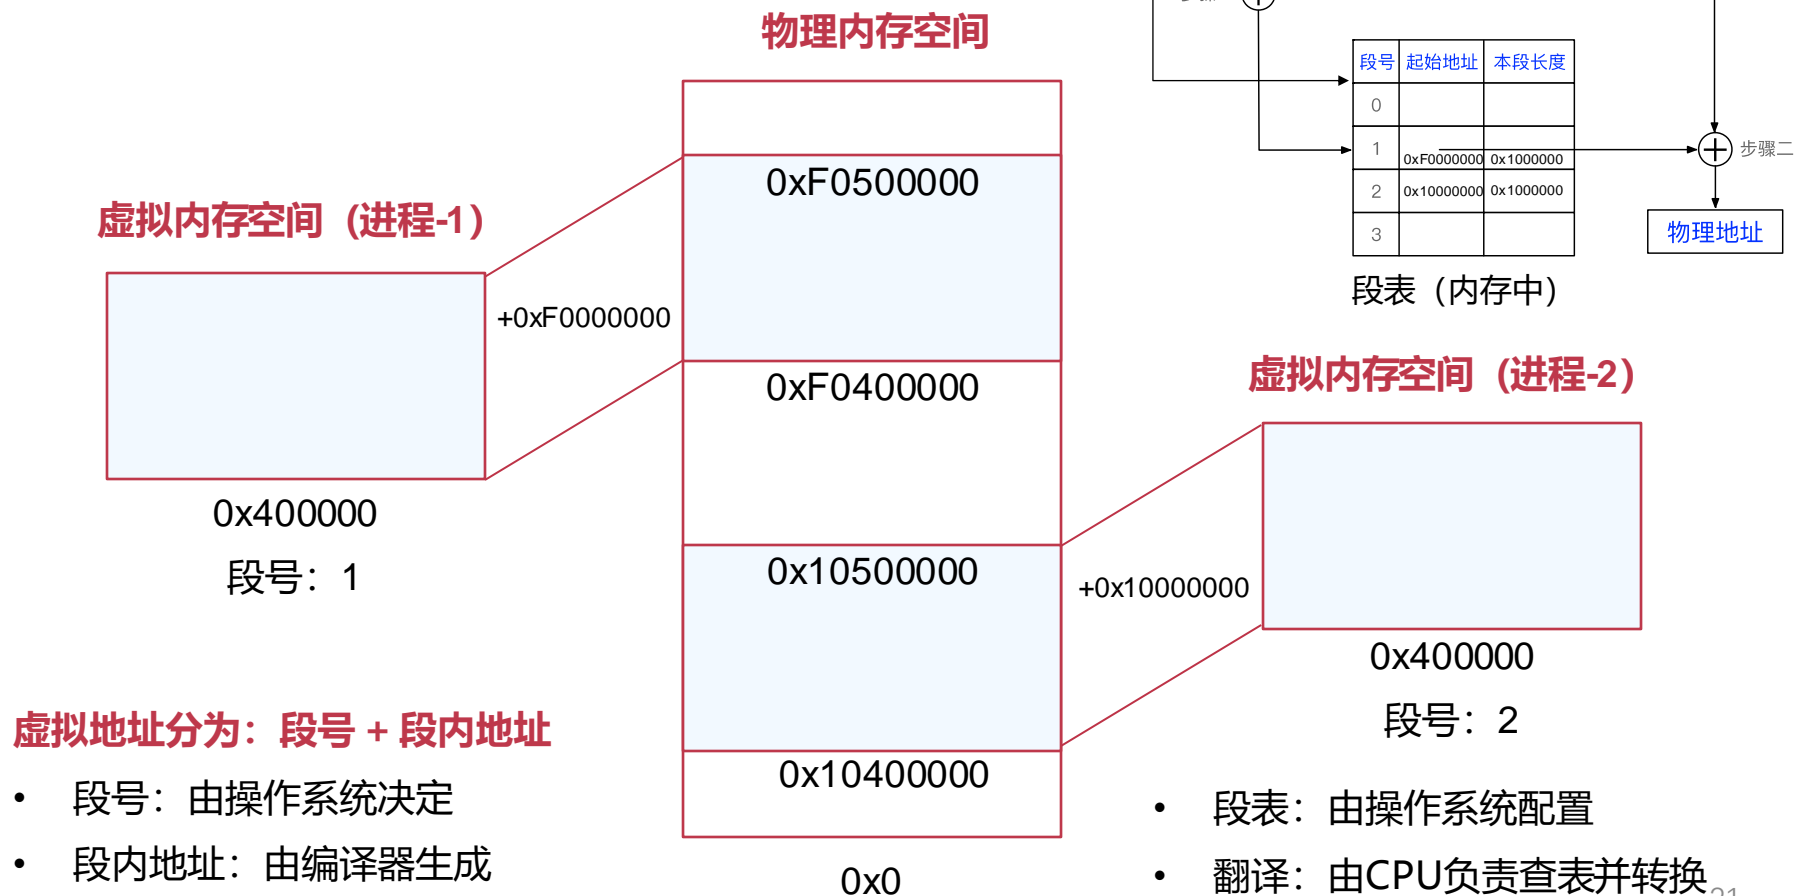 物理内存空间
段号 起始地址 本段长度
0
1 0xF0000000 0x1000000
2 0x10000000 0x1000000
3
步骤二
物理地址
段表（内存中）
0xF0500000
虚拟内存空间（进程-1）
+0xF0000000
0xF0400000
0x400000
段号：1
虚拟内存空间（进程-2）
0x10500000
+0x10000000
0x400000
段号：2
0x10400000
0x0
虚拟地址分为：段号 + 段内地址
• 段号：由操作系统决定
• 段内地址：由编译器生成
• 段表：由操作系统配置
• 翻译：由CPU负责查表并转换